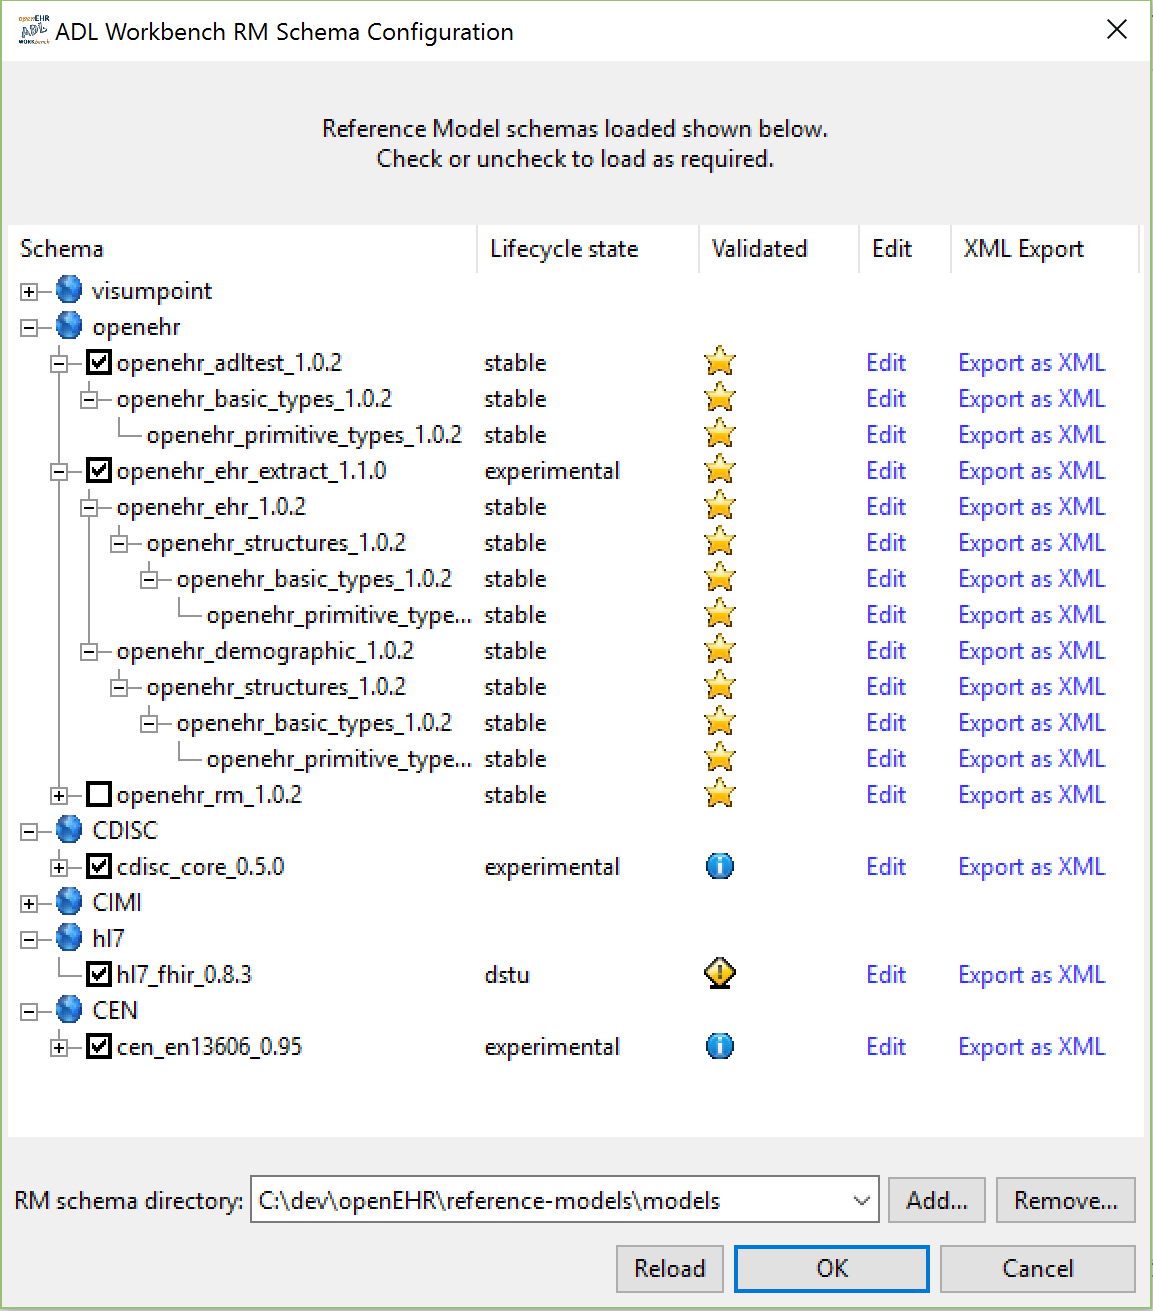 openEHR
ADL
WORKbench
ADL Workbench RM Schema Configuration
Reference Model schemas loaded shown below.
Check or uncheck to load as required.
Schema Lifecycle state Validated Edit XML Export
visumpoint
openehr
openehr_adltest_1.0.2 stable Edit Export as XML
openehr_basic_types_1.0.2 stable Edit Export as XML
openehr_primitive_types_1.0.2 stable Edit Export as XML
openehr_ehr_extract_1.1.0 experimental Edit Export as XML
openehr_ehr_1.0.2 stable Edit Export as XML
openehr_structures_1.0.2 stable Edit Export as XML
openehr_basic_types_1.0.2 stable Edit Export as XML
openehr_primitive_type... stable Edit Export as XML
openehr_demographic_1.0.2 stable Edit Export as XML
openehr_structures_1.0.2 stable Edit Export as XML
openehr_basic_types_1.0.2 stable Edit Export as XML
openehr_primitive_type... stable Edit Export as XML
openehr_rm_1.0.2 stable Edit Export as XML
CDISC
cdisc_core_0.5.0 experimental Edit Export as XML
CIMI
hl7
hl7_fhir_0.8.3 dstu Edit Export as XML
CEN
cen_en13606_0.95 experimental Edit Export as XML
RM schema directory: C:\dev\openEHR\reference-models\models Add... Remove...
Reload OK Cancel